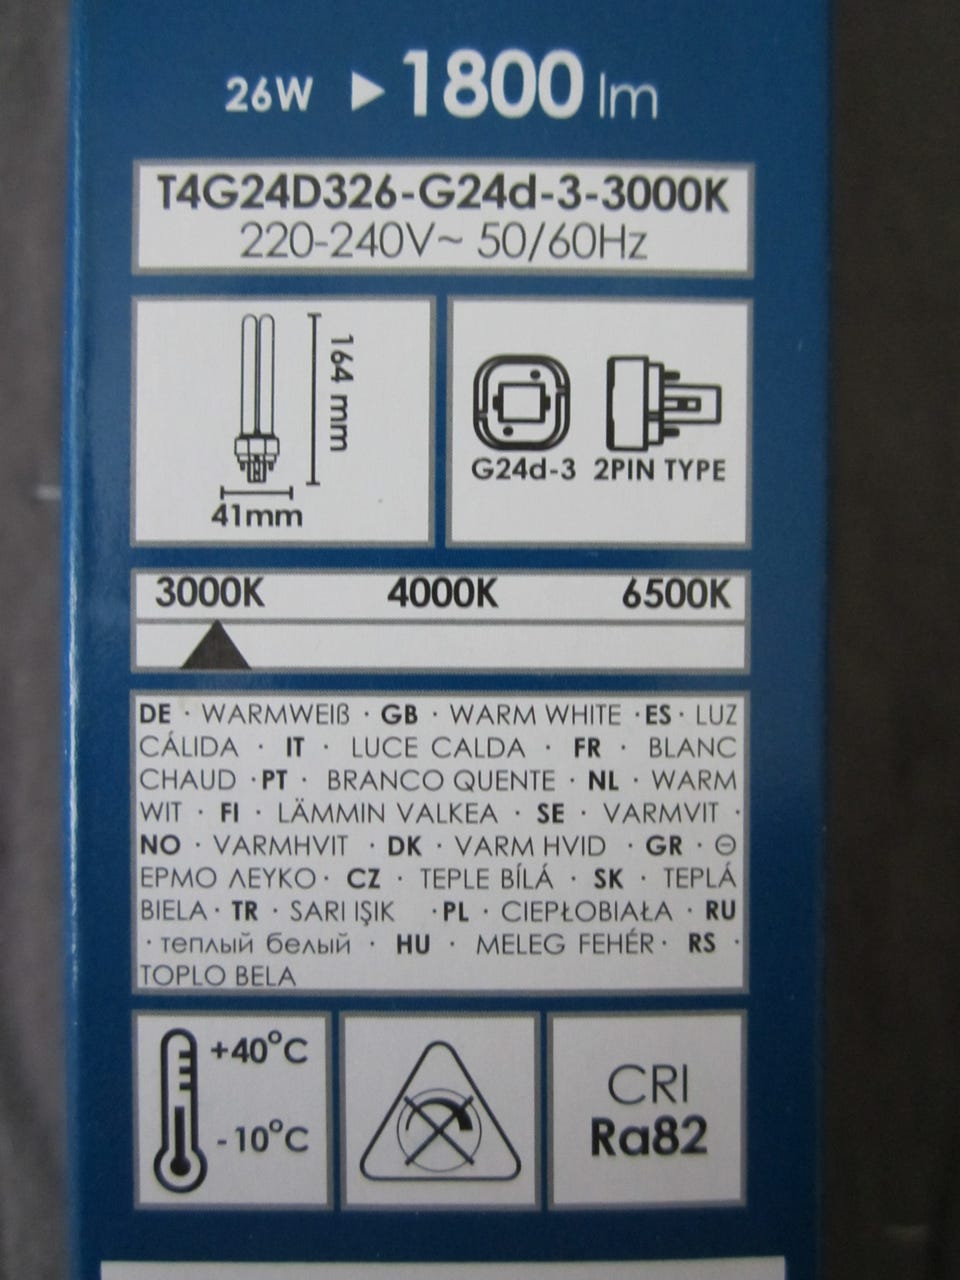 26W ▶ 1800 lm
T4G24D326-G24d-3-3000K
220-240V~ 50/60Hz
164 mm
41mm
G24d-3 2PIN TYPE
3000K 4000K 6500K
DE · WARMWEIß · GB · WARM WHITE · ES · LUZ
CÁLIDA · IT · LUCE CALDA · FR · BLANC
CHAUD · PT · BRANCO QUENTE · NL · WARM
WIT · FI · LÄMMIN VALKEA · SE · VARMVIT ·
NO · VARMHVIT · DK · VARM HVID · GR · Θ
ΕΡΜΟ ΛΕΥΚΟ · CZ · TEPLE BÍLÁ · SK · TEPLÁ
BIELA · TR · SARI IŞIK · PL · CIEPŁOBIAŁA · RU
· теплый белый · HU · MELEG FEHÉR · RS ·
TOPLO BELA
+40°C
-10°C
CRI
Ra82